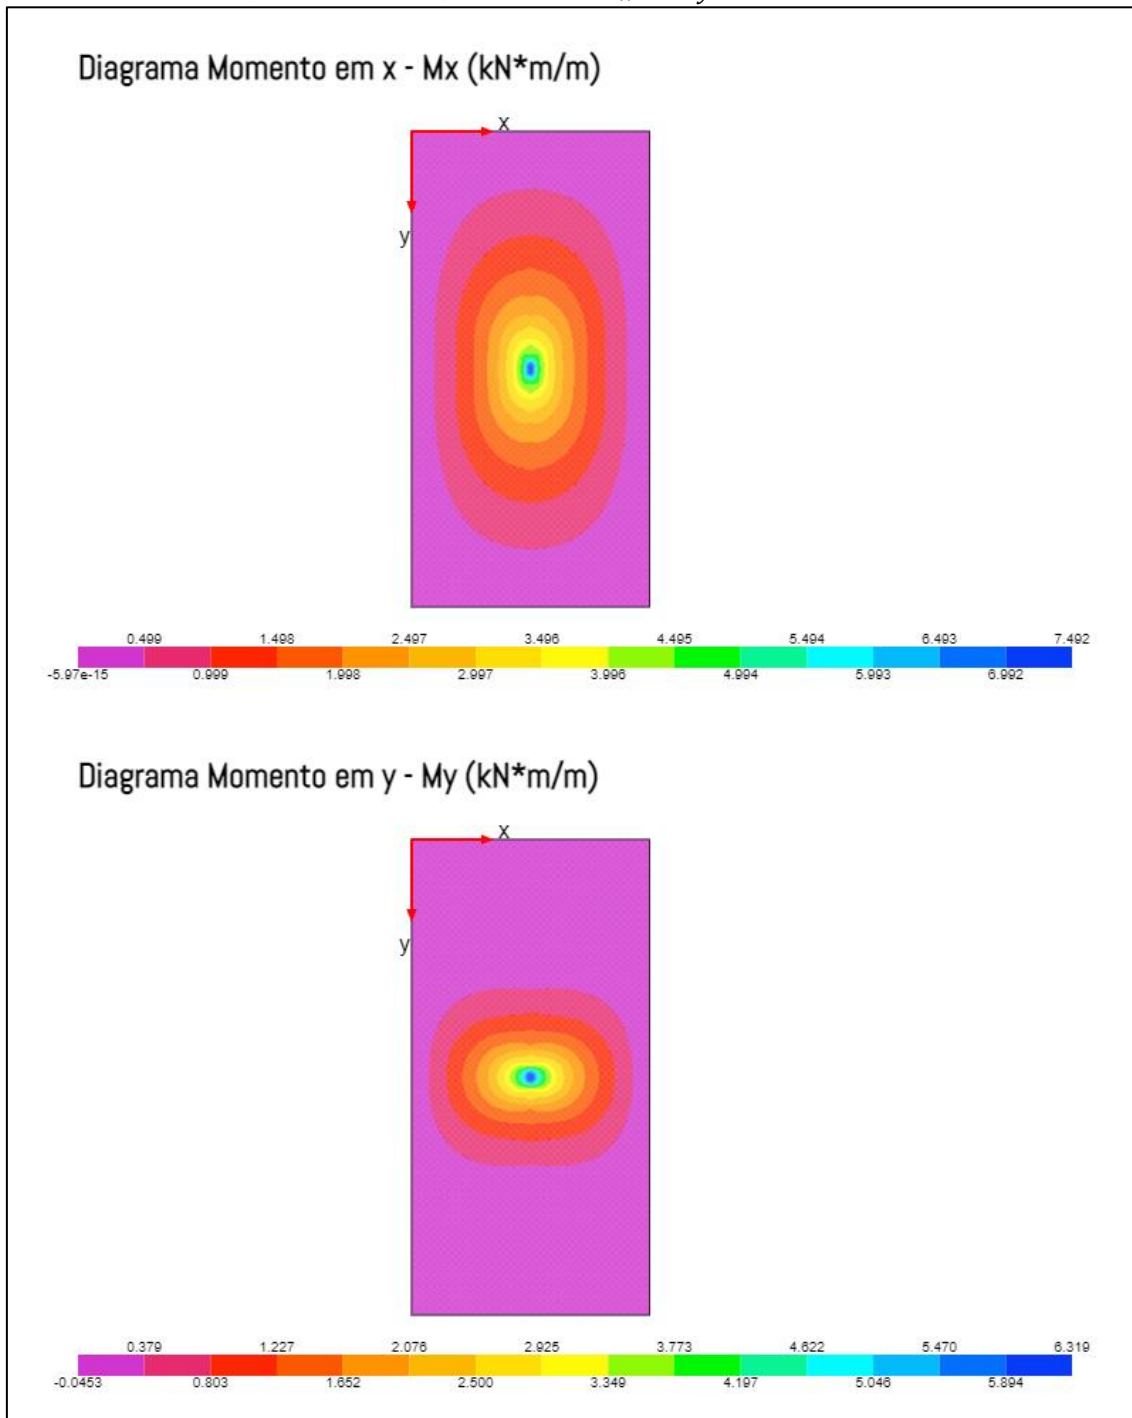 Diagrama Momento em x - Mx (kN*m/m)
x
y
0.499 1.498 2.497 3.496 4.495 5.494 6.493 7.492
-5.97e-15 0.999 1.998 2.997 3.996 4.994 5.993 6.992
Diagrama Momento em y - My (kN*m/m)
x
y
0.379 1.227 2.076 2.925 3.773 4.622 5.470 6.319
-0.0453 0.803 1.652 2.500 3.349 4.197 5.046 5.894